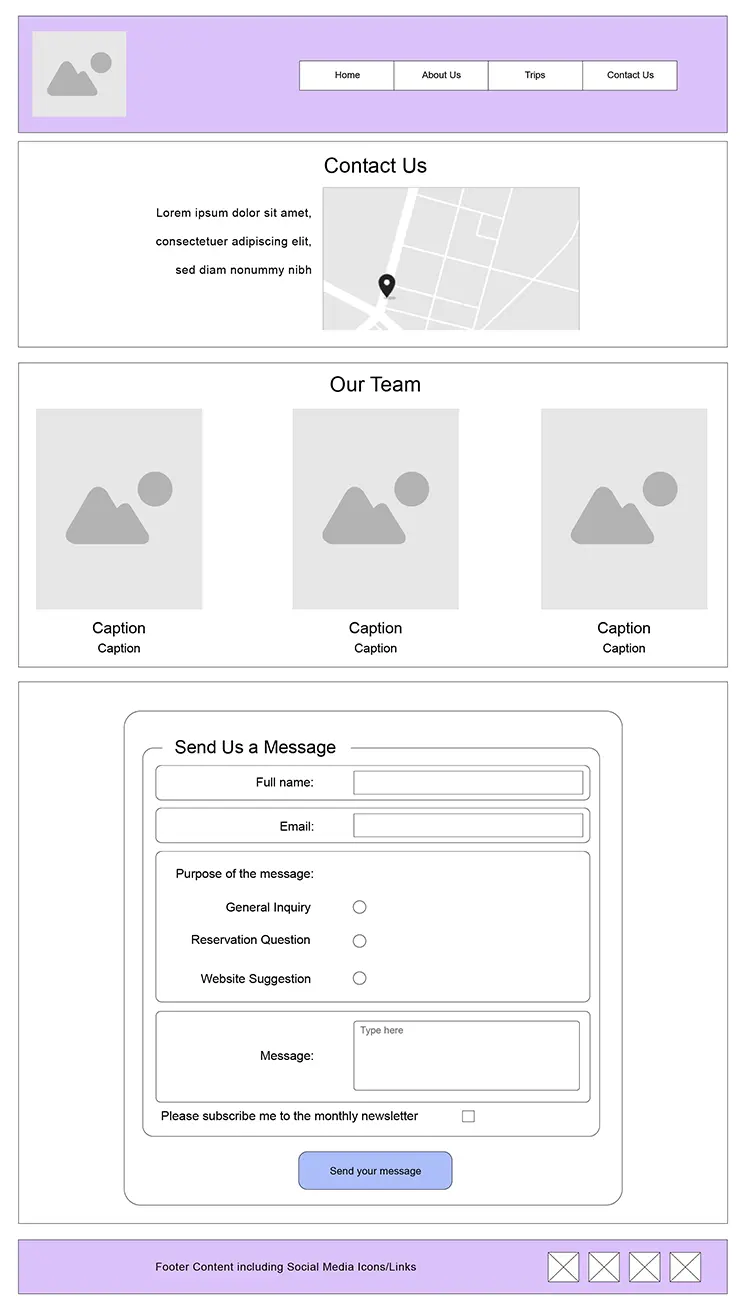 Home
About Us
Trips
Contact Us
Contact Us
Lorem ipsum dolor sit amet,
consectetuer adipiscing elit,
sed diam nonummy nibh
Our Team
Caption
Caption
Caption
Caption
Caption
Caption
Send Us a Message
Full name:
Email:
Purpose of the message:
General Inquiry
Reservation Question
Website Suggestion
Message:
Type here
Please subscribe me to the monthly newsletter
Send your message
Footer Content including Social Media Icons/Links